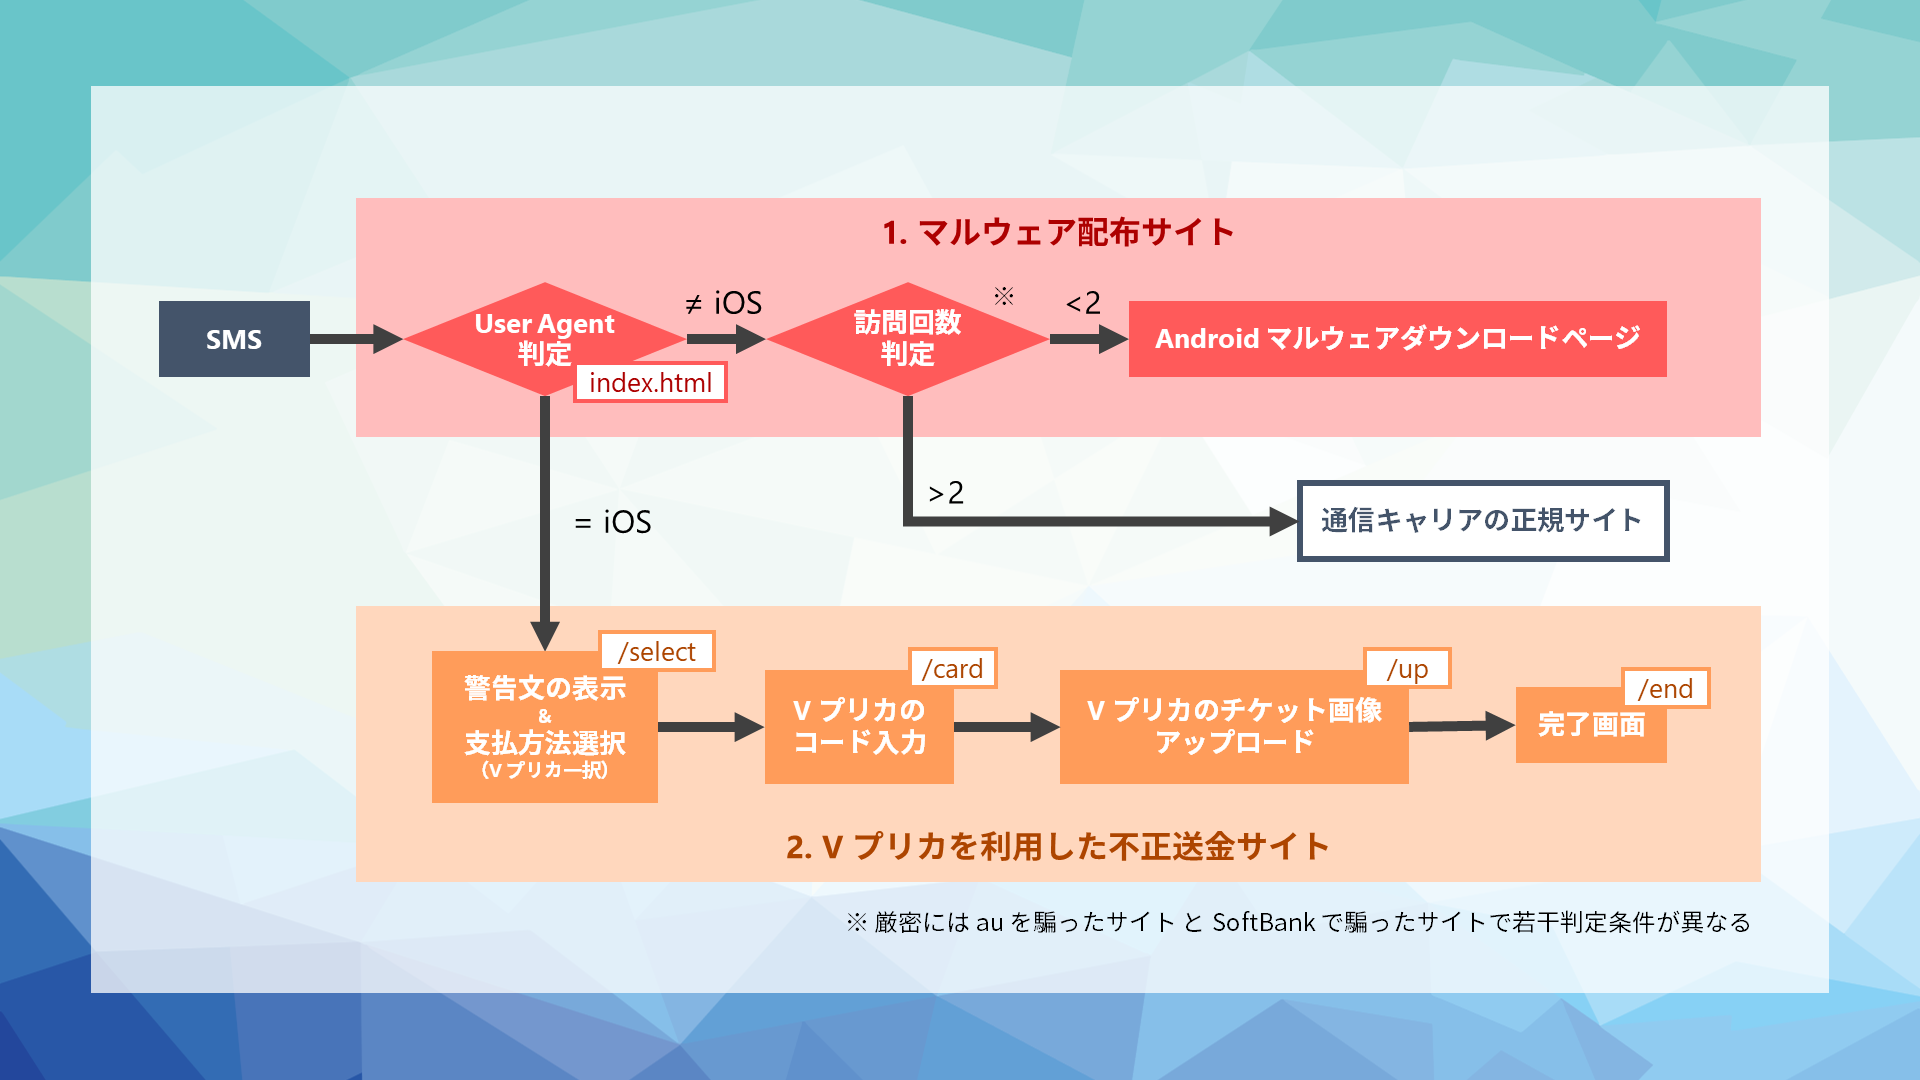 1. マルウェア配布サイト
SMS
User Agent
判定
index.html
≠ iOS
訪問回数
判定
※
<2
Android マルウェアダウンロードページ
>2
通信キャリアの正規サイト
= iOS
/select
警告文の表示
&
支払方法選択
(V プリカ一択)
/card
V プリカの
コード入力
/up
V プリカのチケット画像
アップロード
/end
完了画面
2. V プリカを利用した不正送金サイト
※ 厳密には au を騙ったサイト と SoftBank で騙ったサイトで若干判定条件が異なる